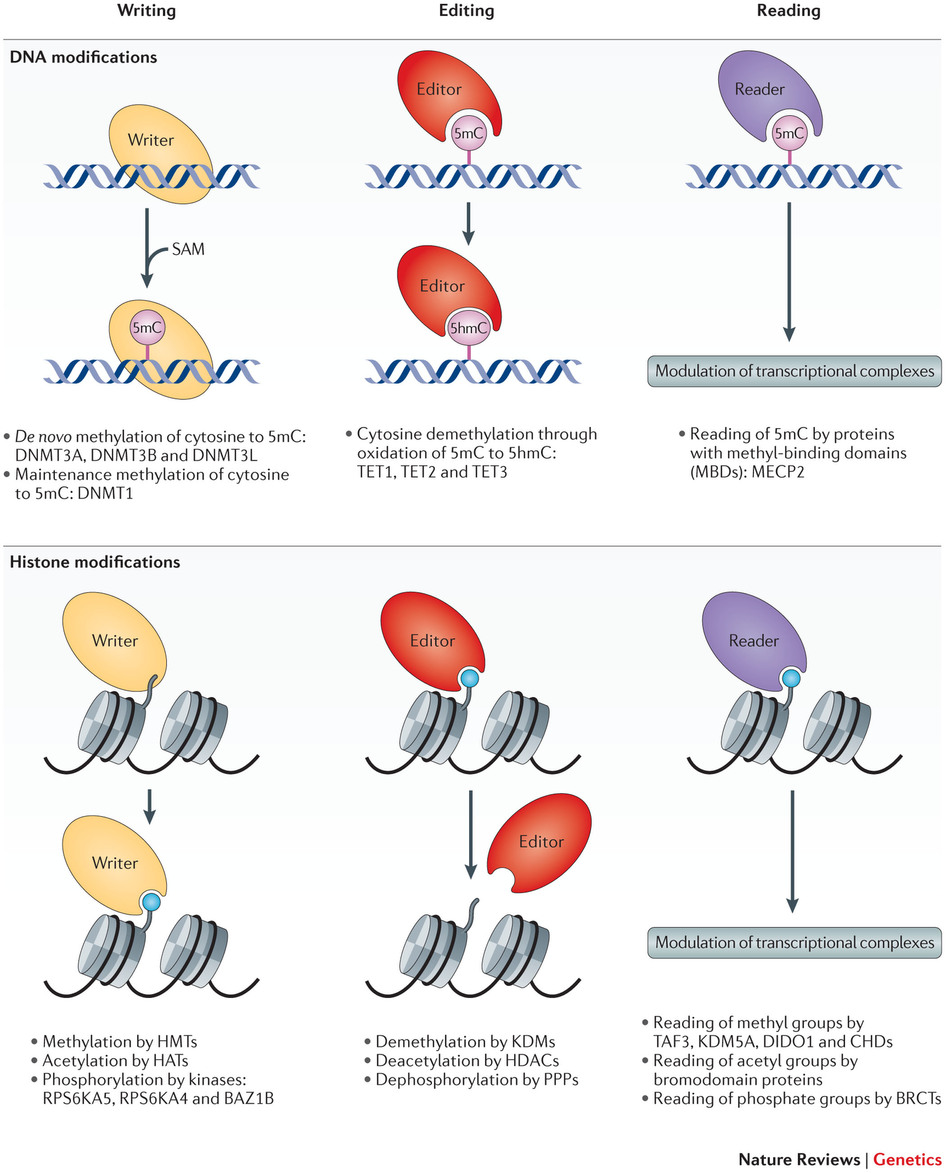 Writing
Editing
Reading
DNA modifications
Writer
SAM
5mC
• De novo methylation of cytosine to 5mC:
DNMT3A, DNMT3B and DNMT3L
• Maintenance methylation of cytosine
to 5mC: DNMT1
Editor
5mC
Editor
5hmC
• Cytosine demethylation through
oxidation of 5mC to 5hmC:
TET1, TET2 and TET3
Reader
5mC
Modulation of transcriptional complexes
• Reading of 5mC by proteins
with methyl-binding domains
(MBDs): MECP2
Histone modifications
Writer
Writer
• Methylation by HMTs
• Acetylation by HATs
• Phosphorylation by kinases:
RPS6KA5, RPS6KA4 and BAZ1B
Editor
Editor
• Demethylation by KDMs
• Deacetylation by HDACs
• Dephosphorylation by PPPs
Reader
Modulation of transcriptional complexes
• Reading of methyl groups by
TAF3, KDM5A, DIDO1 and CHDs
• Reading of acetyl groups by
bromodomain proteins
• Reading of phosphate groups by BRCTs
Nature Reviews | Genetics